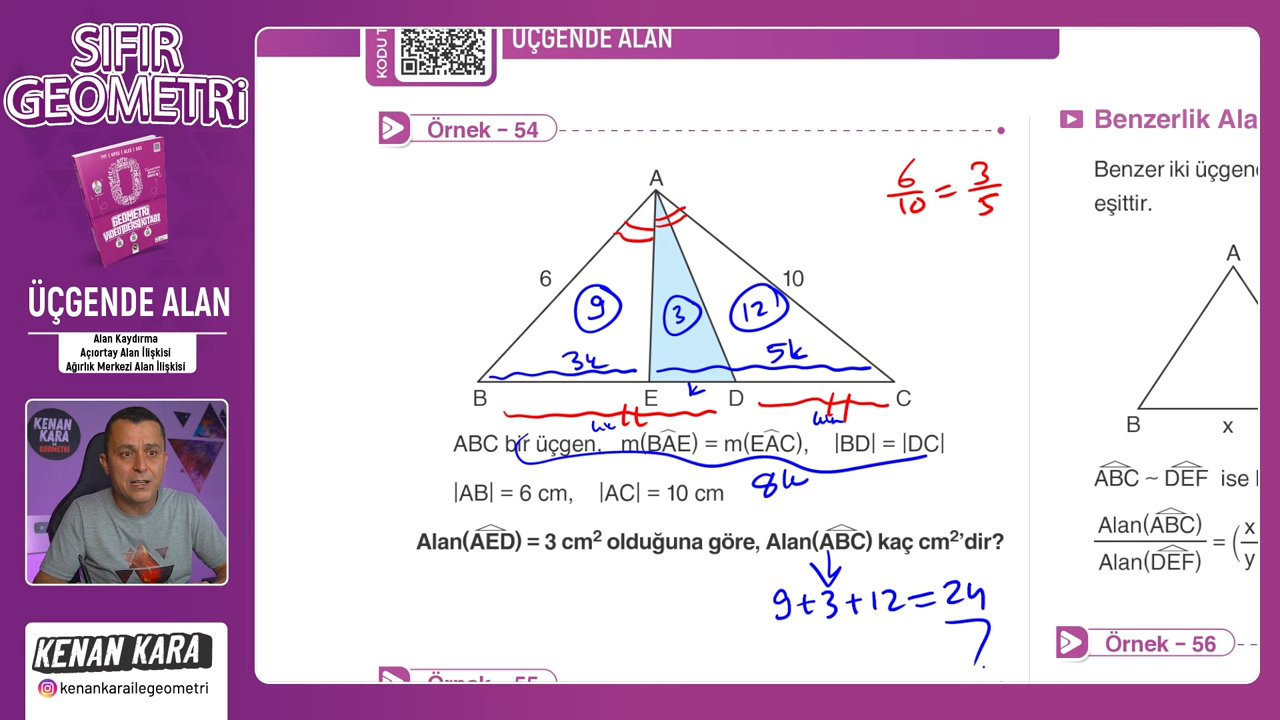 SIFIR
GEOMETRİ
GEOMETRİ
VİDEO DERS KİTABI
ÜÇGENDE ALAN
Alan Kaydırma
Açıortay Alan İlişkisi
Ağırlık Merkezi Alan İlişkisi
KENAN
KARA
KENAN KARA
kenankarailegeometri
KODU
ÜÇGENDE ALAN
Örnek – 54
6/10 = 3/5
A
6
10
9
3
12
3k
5k
k
B
E
D
C
4k
4k
ABC bir üçgen, m(BAE) = m(EAC), |BD| = |DC|
8k
|AB| = 6 cm, |AC| = 10 cm
Alan(AED) = 3 cm² olduğuna göre, Alan(ABC) kaç cm²'dir?
9+3+12=24
Örnek – 55
Benzerlik Ala
Benzer iki üçgen
eşittir.
A
B
x
ABC ~ DEF ise
Alan(ABC)/Alan(DEF) = (x/y
Örnek – 56